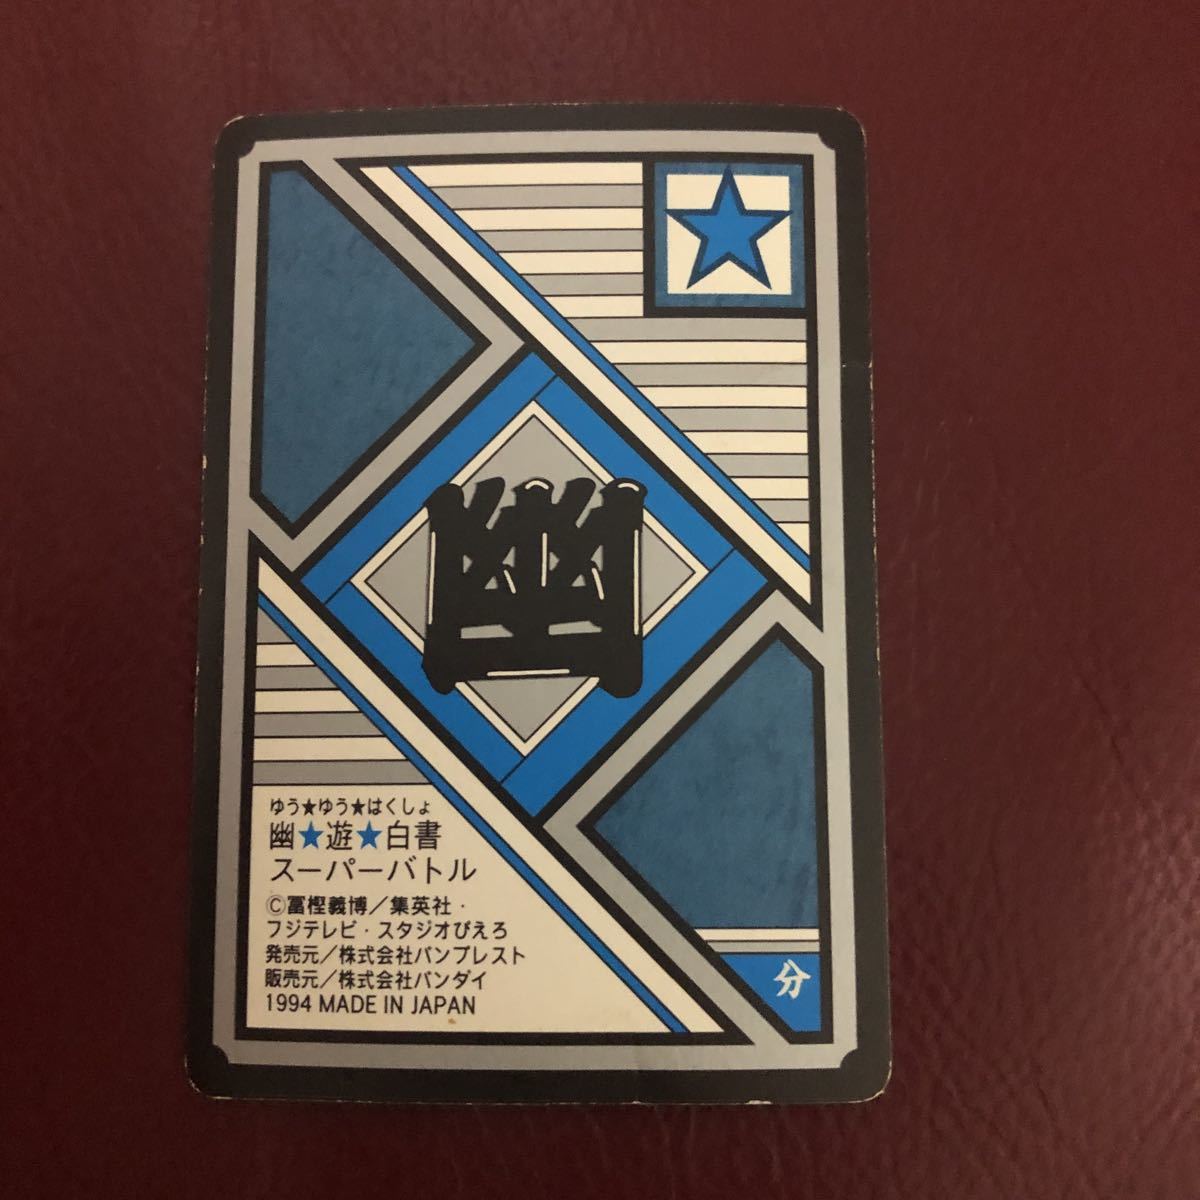 幽
ゆう★ゆう★はくしょ
幽★遊★白書
スーパーバトル
©冨樫義博／集英社・
フジテレビ・スタジオぴえろ
発売元／株式会社バンプレスト
販売元／株式会社バンダイ
1994 MADE IN JAPAN
分